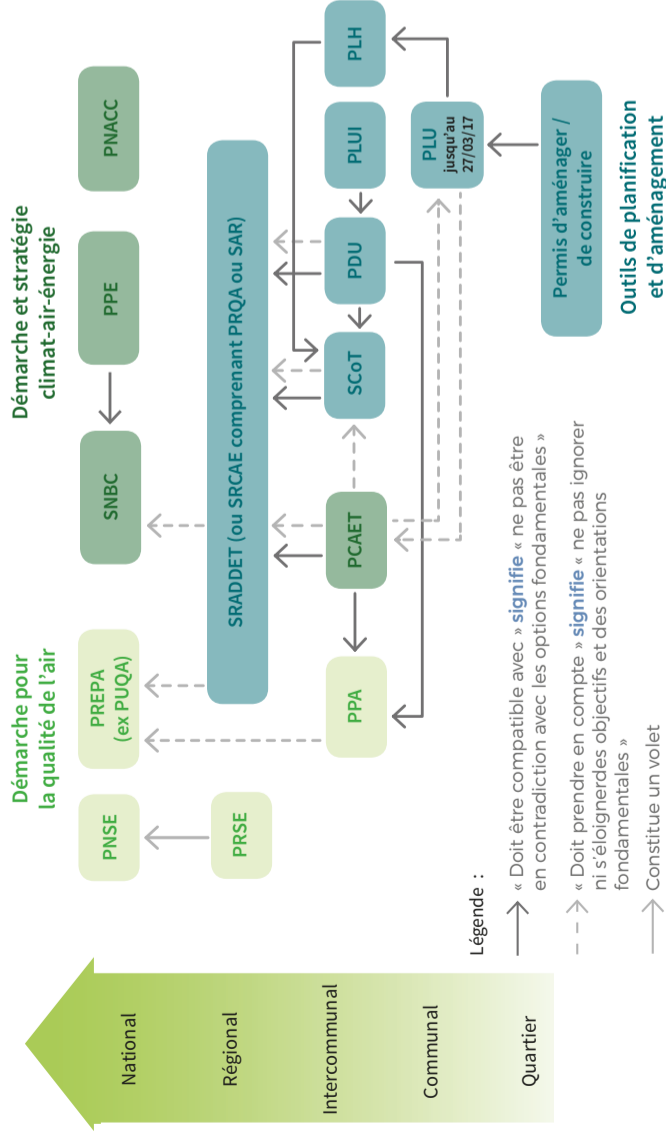 Démarche pour
la qualité de l'air
Démarche et stratégie
climat-air-énergie
National
PNSE
PREPA
(ex PUQA)
SNBC
PPE
PNACC
Régional
PRSE
SRADDET (ou SRCAE comprenant PRQA ou SAR)
Intercommunal
PPA
PCAET
SCoT
PDU
PLUI
PLH
Communal
PLU
jusqu'au
27/03/17
Quartier
Permis d'aménager /
de construire
Outils de planification
et d'aménagement
Légende :
« Doit être compatible avec » signifie « ne pas être
en contradiction avec les options fondamentales »
« Doit prendre en compte » signifie « ne pas ignorer
ni s'éloignerdes objectifs et des orientations
fondamentales »
Constitue un volet